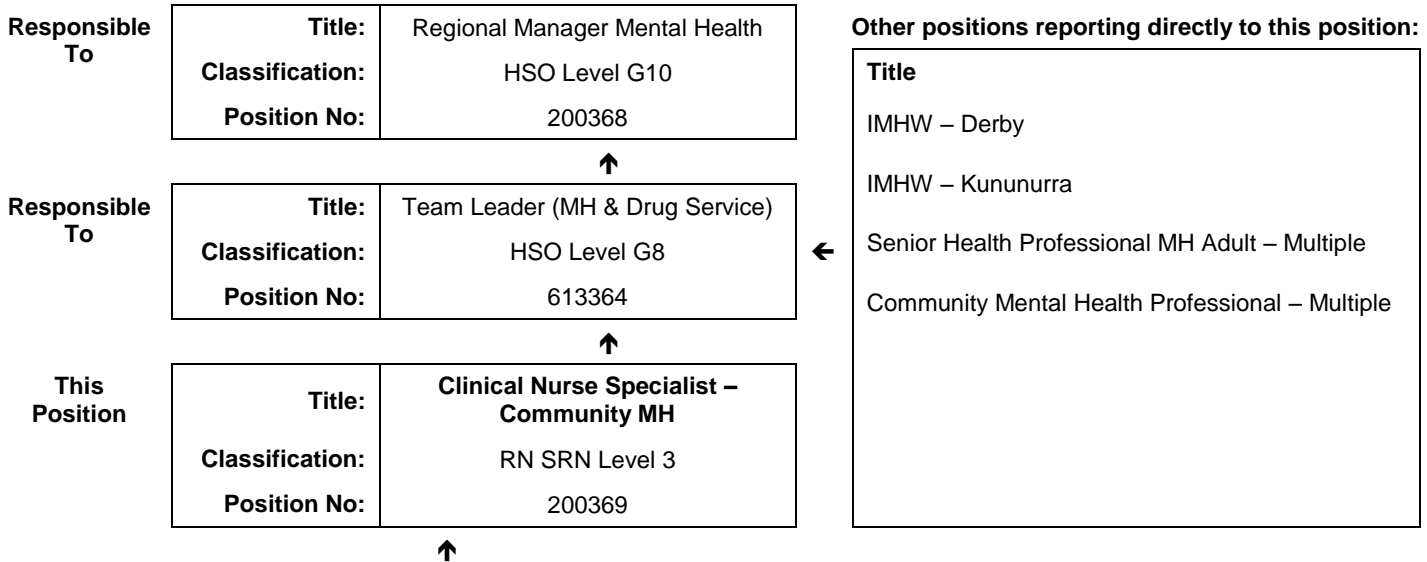 Responsible
To
Title: Regional Manager Mental Health
Classification: HSO Level G10
Position No: 200368
Responsible
To
Title: Team Leader (MH & Drug Service)
Classification: HSO Level G8
Position No: 613364
This
Position
Title: Clinical Nurse Specialist –
Community MH
Classification: RN SRN Level 3
Position No: 200369
Other positions reporting directly to this position:
Title
IMHW – Derby
IMHW – Kununurra
Senior Health Professional MH Adult – Multiple
Community Mental Health Professional – Multiple